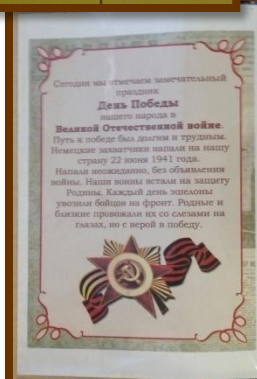 Сегодня мы отмечаем замечательный
праздник
День Победы
нашего народа в
Великой Отечественной войне.
Путь к победе был долгим и трудным.
Немецкие захватчики напали на нашу
страну 22 июня 1941 года.
Напали неожиданно, без объявления
войны. Наши воины встали на защиту
Родины. Каждый день эшелоны
увозили бойцов на фронт. Родные и
близкие провожали их со слезами на
глазах, но с верой в победу.